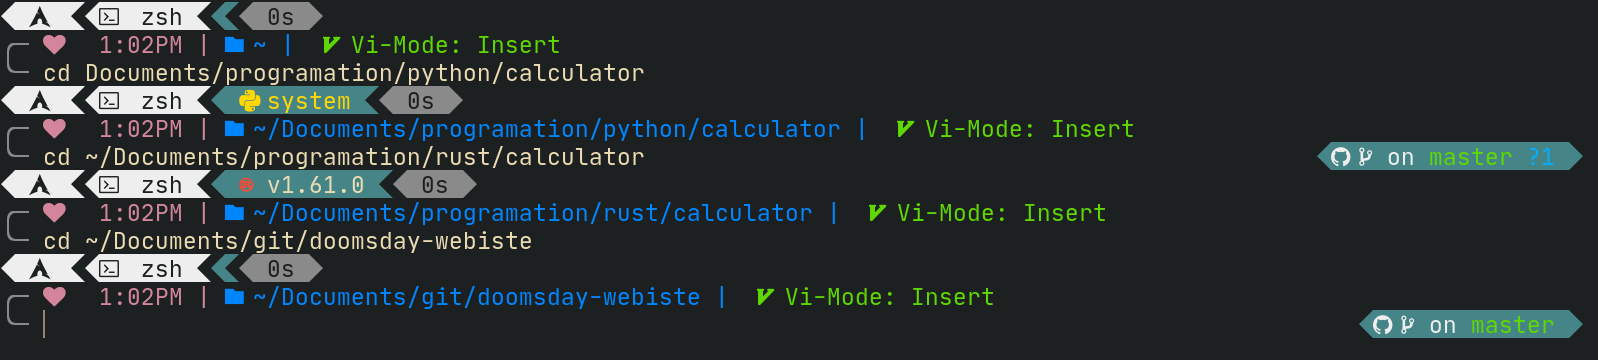 zsh 0s
1:02PM | ~ | Vi-Mode: Insert
cd Documents/programation/python/calculator
zsh system 0s
1:02PM | ~/Documents/programation/python/calculator | Vi-Mode: Insert
cd ~/Documents/programation/rust/calculator on master ?1
zsh v1.61.0 0s
1:02PM | ~/Documents/programation/rust/calculator | Vi-Mode: Insert
cd ~/Documents/git/doomsday-webiste
zsh 0s
1:02PM | ~/Documents/git/doomsday-webiste | Vi-Mode: Insert
on master